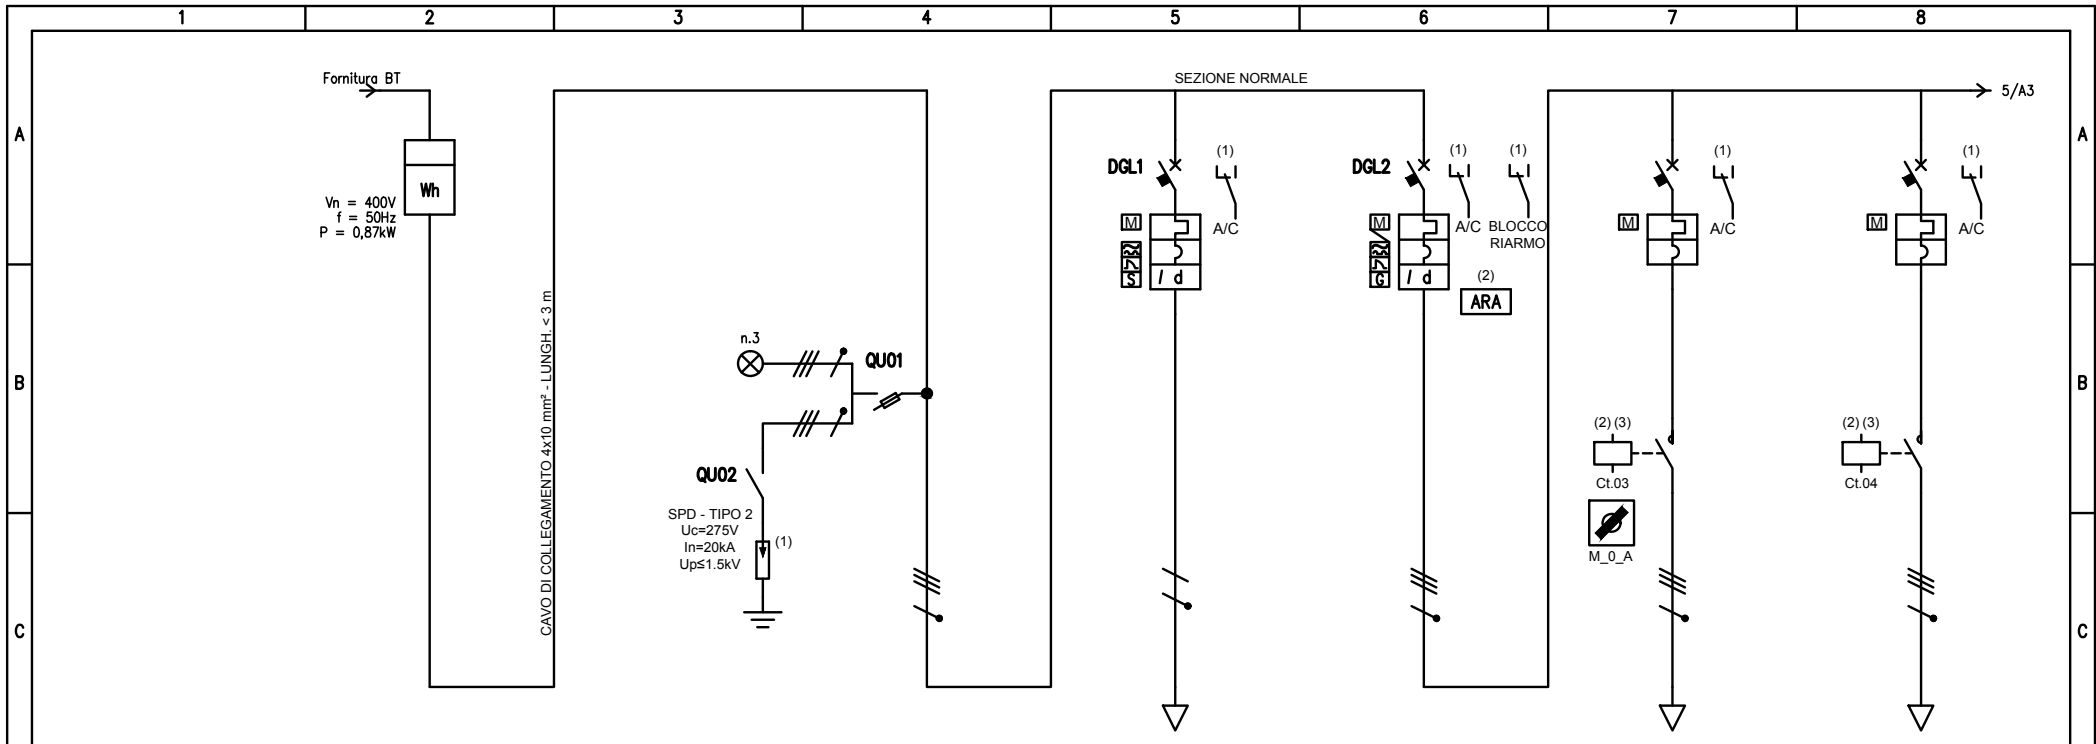 1 2 3 4 5 6 7 8
Fornitura BT
SEZIONE NORMALE
5/A3
A
A
Wh
Vn = 400V
f = 50Hz
P = 0,87kW
DGL1
(1)
A/C
M
S
I d
DGL2
(1)
(1)
A/C
BLOCCO
RIARMO
M
G
I d
(2)
ARA
(1)
M
A/C
(1)
M
A/C
CAVO DI COLLEGAMENTO 4x10 mm² - LUNGH. < 3 m
B
B
n.3
QU01
QU02
SPD - TIPO 2
Uc=275V
In=20kA
Up≤1.5kV
(1)
(2) (3)
Ct.03
M_0_A
(2) (3)
Ct.04
C
C